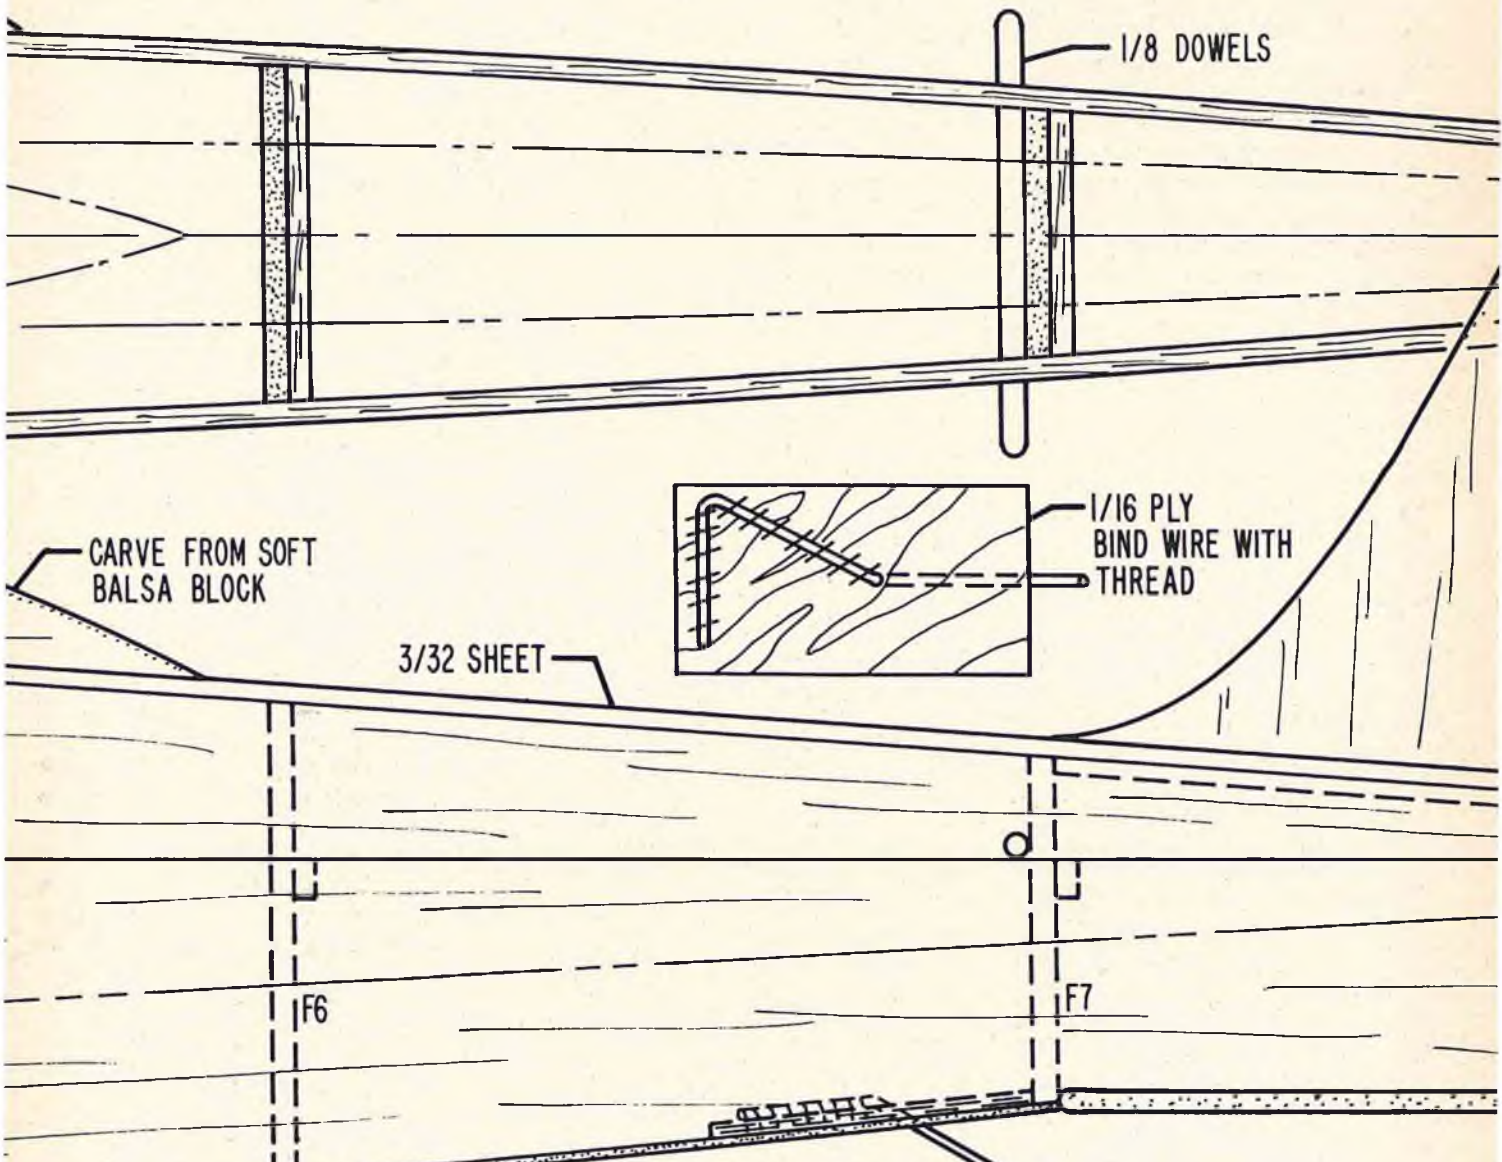 1/8 DOWELS
1/16 PLY
BIND WIRE WITH
THREAD
CARVE FROM SOFT
BALSA BLOCK
3/32 SHEET
F6
F7